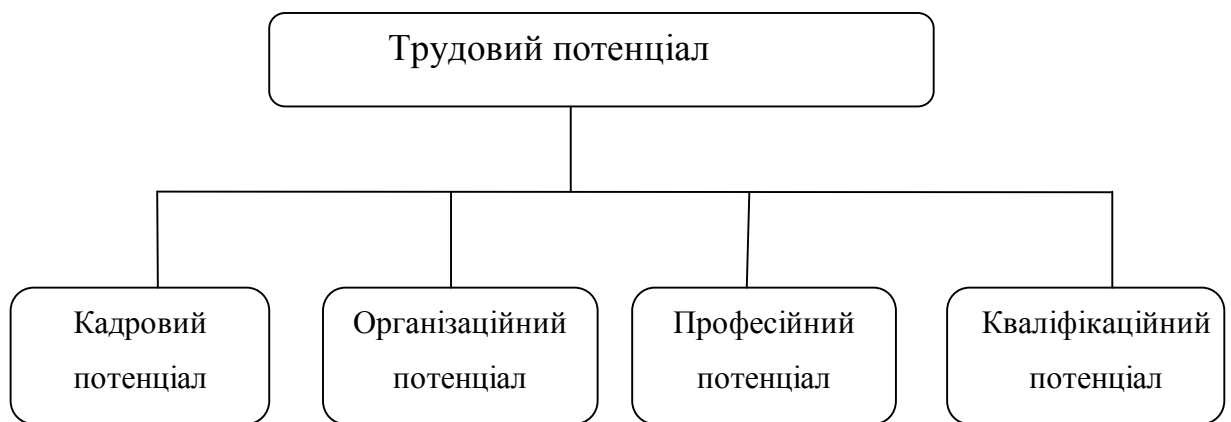 Трудовий потенціал
Кадровий
потенціал
Організаційний
потенціал
Професійний
потенціал
Кваліфікаційний
потенціал